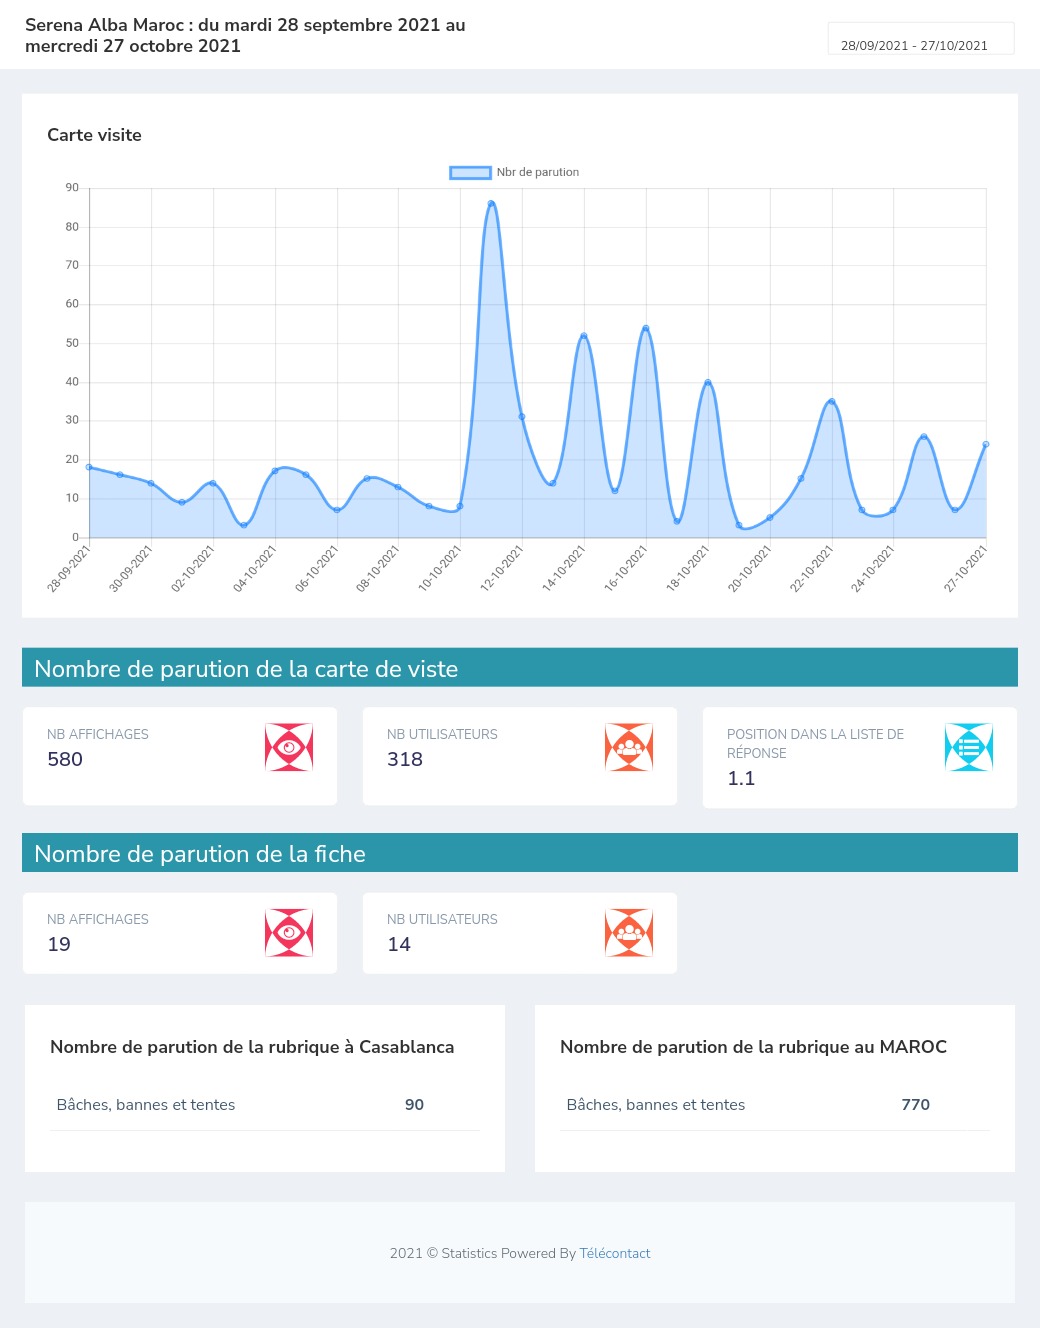 Serena Alba Maroc : du mardi 28 septembre 2021 au
mercredi 27 octobre 2021
28/09/2021 - 27/10/2021
Carte visite
Nbr de parution
90
80
70
60
50
40
30
20
10
0
28-09-2021
30-09-2021
02-10-2021
04-10-2021
06-10-2021
08-10-2021
10-10-2021
12-10-2021
14-10-2021
16-10-2021
18-10-2021
20-10-2021
22-10-2021
24-10-2021
27-10-2021
Nombre de parution de la carte de viste
NB AFFICHAGES
580
NB UTILISATEURS
318
POSITION DANS LA LISTE DE
RÉPONSE
1.1
Nombre de parution de la fiche
NB AFFICHAGES
19
NB UTILISATEURS
14
Nombre de parution de la rubrique à Casablanca
Bâches, bannes et tentes 90
Nombre de parution de la rubrique au MAROC
Bâches, bannes et tentes 770
2021 © Statistics Powered By Télécontact